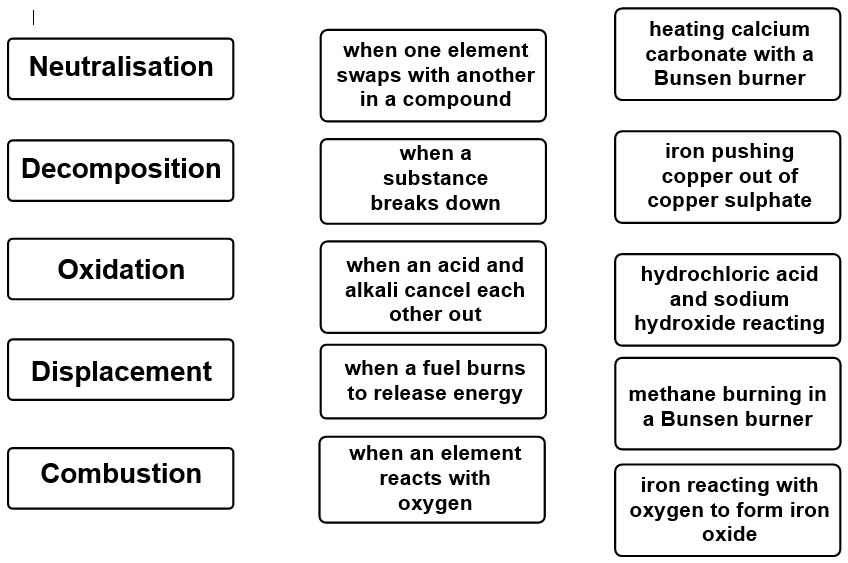 Neutralisation
Decomposition
Oxidation
Displacement
Combustion
when one element
swaps with another
in a compound
when a
substance
breaks down
when an acid and
alkali cancel each
other out
when a fuel burns
to release energy
when an element
reacts with
oxygen
heating calcium
carbonate with a
Bunsen burner
iron pushing
copper out of
copper sulphate
hydrochloric acid
and sodium
hydroxide reacting
methane burning in
a Bunsen burner
iron reacting with
oxygen to form iron
oxide